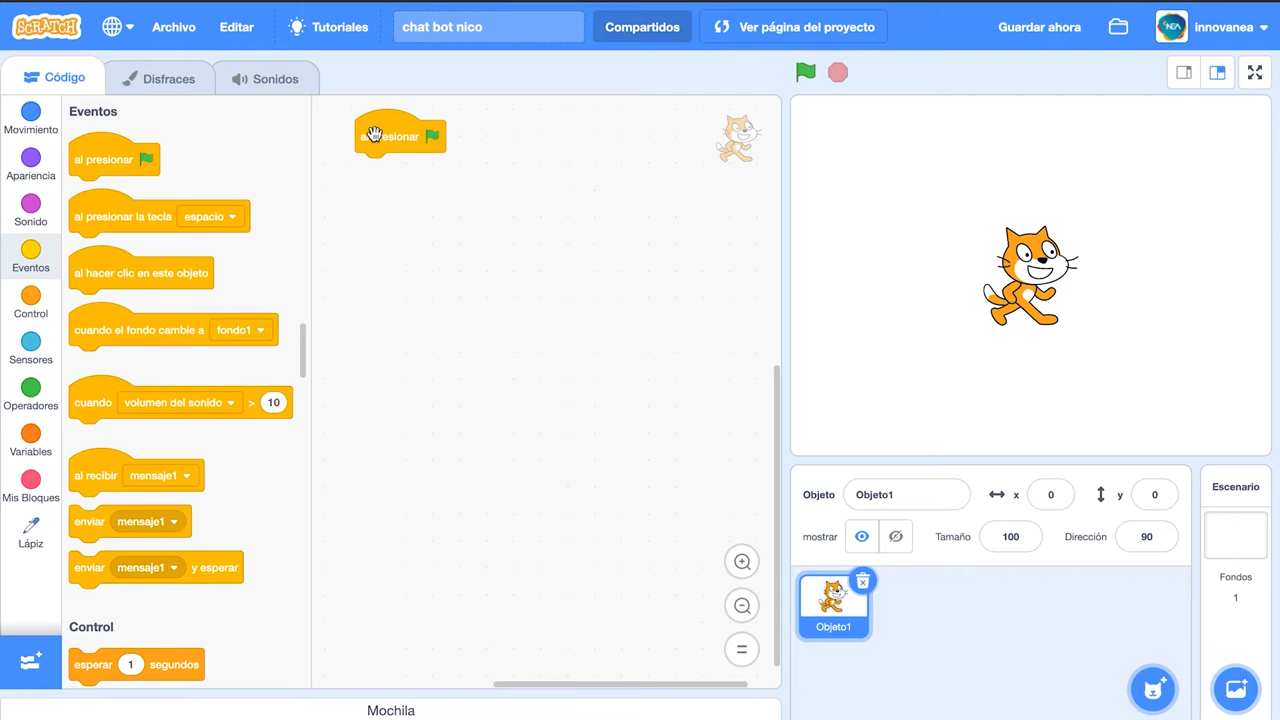 SCRATCH
Archivo
Editar
Tutoriales
chat bot nico
Compartidos
Ver página del proyecto
Guardar ahora
innovanea
Código
Disfraces
Sonidos
Movimiento
Apariencia
Sonido
Eventos
Control
Sensores
Operadores
Variables
Mis Bloques
Lápiz
Eventos
al presionar
al presionar la tecla espacio
al hacer clic en este objeto
cuando el fondo cambie a fondo1
cuando volumen del sonido > 10
al recibir mensaje1
enviar mensaje1
enviar mensaje1 y esperar
Control
esperar 1 segundos
al presionar
Objeto Objeto1 x 0 y 0
mostrar Tamaño 100 Dirección 90
Objeto1
Escenario
Fondos
1
Mochila